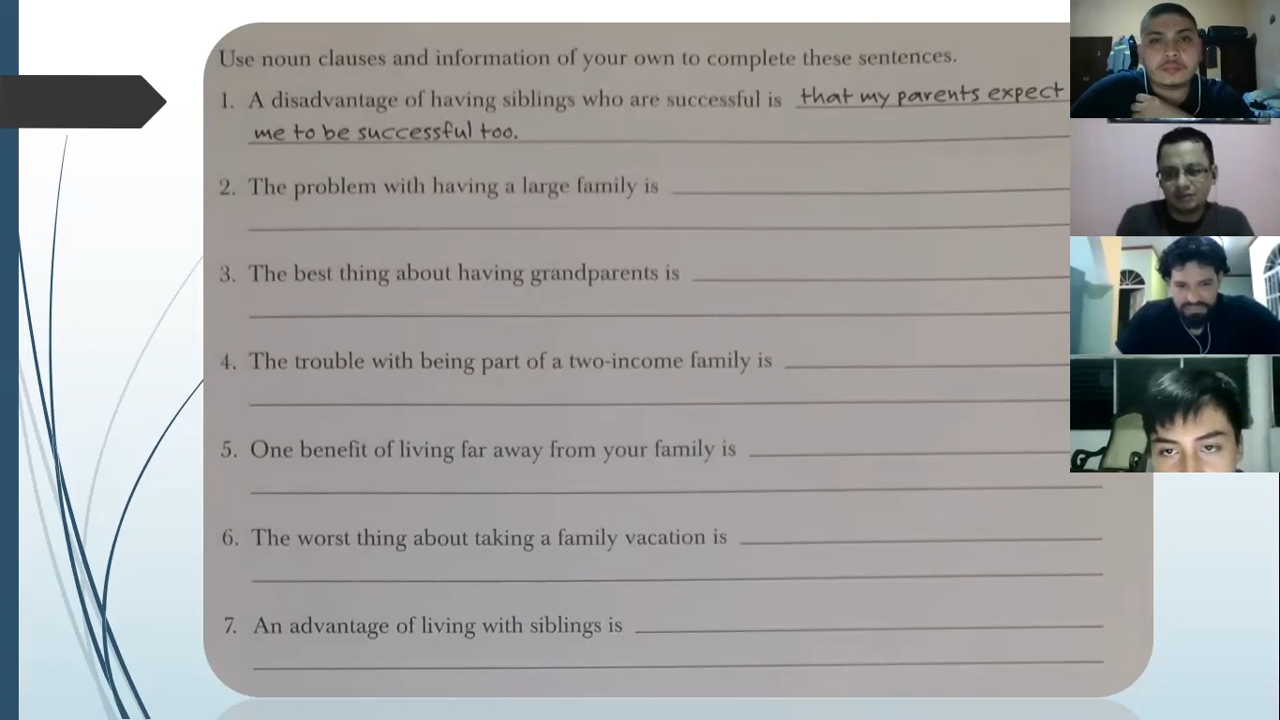 Use noun clauses and information of your own to complete these sentences.
1. A disadvantage of having siblings who are successful is that my parents expect
me to be successful too.
2. The problem with having a large family is
3. The best thing about having grandparents is
4. The trouble with being part of a two-income family is
5. One benefit of living far away from your family is
6. The worst thing about taking a family vacation is
7. An advantage of living with siblings is